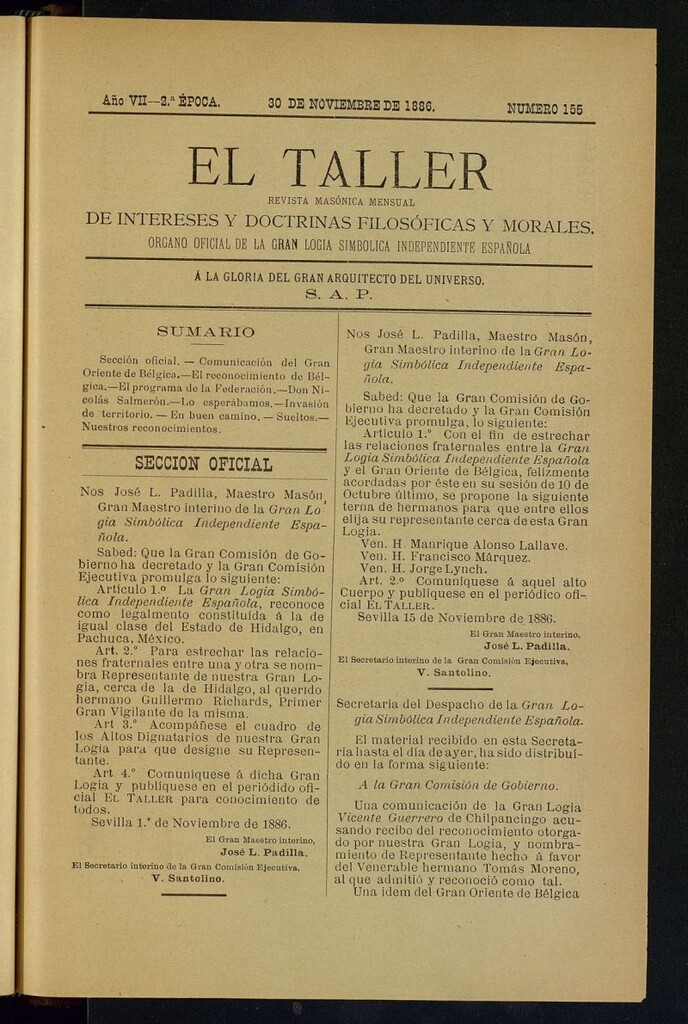 Año VII—2.ª ÉPOCA. 30 DE NOVIEMBRE DE 1886. NUMERO 155
EL TALLER
REVISTA MASÓNICA MENSUAL
DE INTERESES Y DOCTRINAS FILOSÓFICAS Y MORALES.
ORGANO OFICIAL DE LA GRAN LOGIA SIMBOLICA INDEPENDIENTE ESPAÑOLA
Á LA GLORIA DEL GRAN ARQUITECTO DEL UNIVERSO.
S. A. P.
SUMARIO
Sección oficial. — Comunicación del Gran
Oriente de Bélgica.—El reconocimiento de Bél-
gica.—El programa de la Federación.—Don Ni-
colás Salmerón.—Lo esperábamos.—Invasión
de territorio. — En buen camino. — Sueltos.—
Nuestros reconocimientos.
SECCION OFICIAL
Nos José L. Padilla, Maestro Masón,
Gran Maestro interino de la Gran Lo-
gia Simbólica Independiente Espa-
ñola.
Sabed: Que la Gran Comisión de Go-
bierno ha decretado y la Gran Comisión
Ejecutiva promulga lo siguiente:
Artículo 1.º La Gran Logia Simbó-
lica Independiente Española, reconoce
como legalmento constituida á la de
igual clase del Estado de Hidalgo, en
Pachuca, México.
Art. 2.º Para estrechar las relacio-
nes fraternales entre una y otra se nom-
bra Representante de nuestra Gran Lo-
gia, cerca de la de Hidalgo, al querido
hermano Guillermo Richards, Primer
Gran Vigilante de la misma.
Art 3.º Acompáñese el cuadro de
los Altos Dignatarios de nuestra Gran
Logia para que designe su Represen-
tante.
Art. 4.º Comuníquese á dicha Gran
Logia y publíquese en el periódido ofi-
cial EL TALLER para conocimiento de
todos.
Sevilla 1.º de Noviembre de 1886.
El Gran Maestro interino,
José L. Padilla.
El Secretario interino de la Gran Comisión Ejecutiva,
V. Santolino.
Nos José L. Padilla, Maestro Masón,
Gran Maestro interino de la Gran Lo-
gia Simbólica Independiente Espa-
ñola.
Sabed: Que la Gran Comisión de Go-
bierno ha decretado y la Gran Comisión
Ejecutiva promulga, lo siguiente:
Artículo 1.º Con el fin de estrechar
las relaciones fraternales entre la Gran
Logia Simbólica Independiente Española
y el Gran Oriente de Bélgica, felizmente
acordadas por éste en su sesión de 10 de
Octubre último, se propone la siguiente
terna de hermanos para que entre ellos
elija su representante cerca de esta Gran
Logia.
Ven. H. Manrique Alonso Lallave.
Ven. H. Francisco Márquez.
Ven. H. Jorge Lynch.
Art. 2.º Comuníquese á aquel alto
Cuerpo y publíquese en el periódico ofi-
cial EL TALLER.
Sevilla 15 de Noviembre de 1886.
El Gran Maestro interino,
José L. Padilla.
El Secretario interino de la Gran Comisión Ejecutiva,
V. Santolino.
Secretaría del Despacho de la Gran Lo-
gia Simbólica Independiente Española.
El material recibido en esta Secreta-
ría hasta el día de ayer, ha sido distribuí-
do en la forma siguiente:
A la Gran Comisión de Gobierno.
Una comunicación de la Gran Logia
Vicente Guerrero de Chilpancingo acu-
sando recibo del reconocimiento otorga-
do por nuestra Gran Logia, y nombra-
miento de Representante hecho á favor
del Venerable hermano Tomás Moreno,
al que admitió y reconoció como tal.
Una idem del Gran Oriente de Bélgica